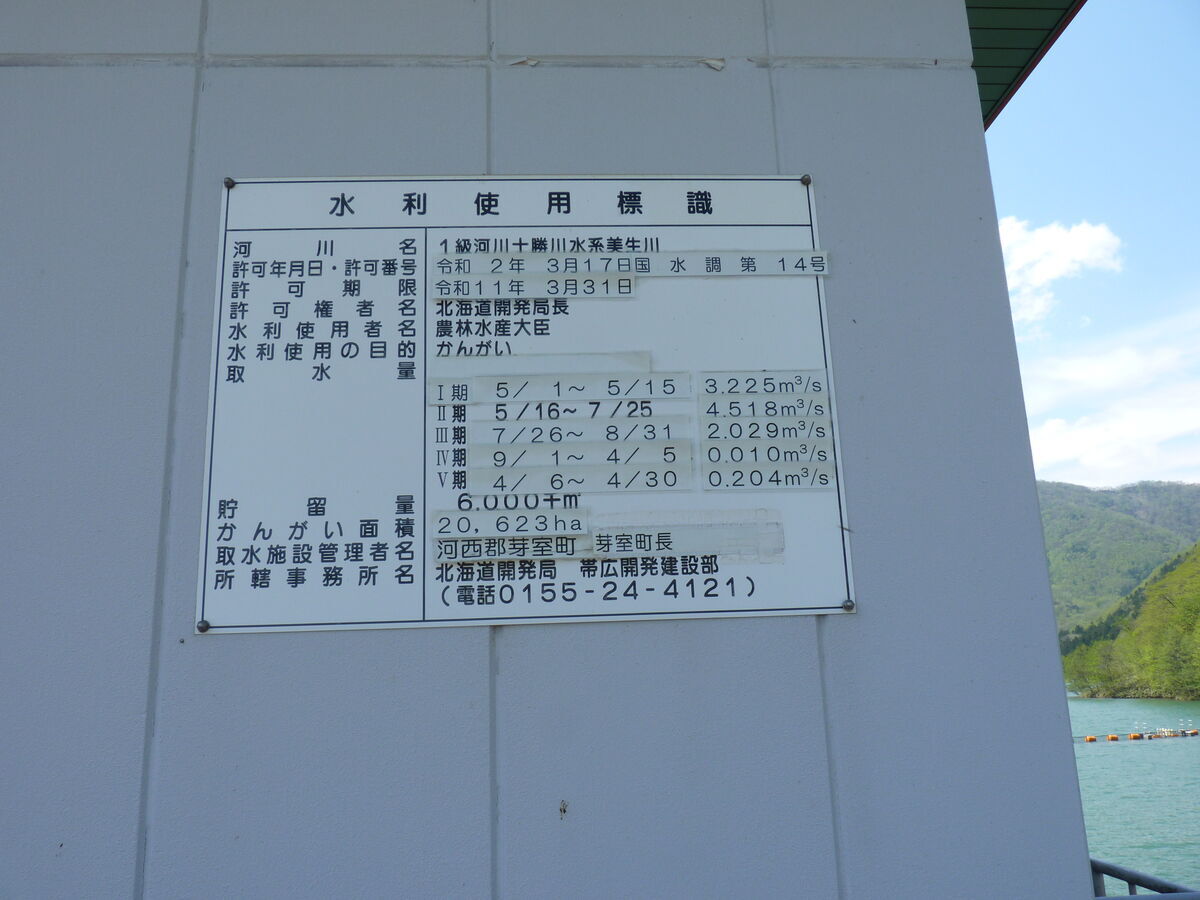 水利使用標識
河川名 1級河川十勝川水系美生川
許可年月日・許可番号 令和 2年 3月17日国 水 調 第 14号
許可期限 令和11年 3月31日
許可権者名 北海道開発局長
水利使用者名 農林水産大臣
水利使用の目的 かんがい
取水量
Ⅰ期 5/ 1～ 5/15 3.225m³/s
Ⅱ期 5/16～7/25 4.518m³/s
Ⅲ期 7/26～ 8/31 2.029m³/s
Ⅳ期 9/ 1～ 4/ 5 0.010m³/s
Ⅴ期 4/ 6～ 4/30 0.204m³/s
貯留量 6,000千㎥
かんがい面積 20,623ha
取水施設管理者名 河西郡芽室町 芽室町長
所轄事務所名 北海道開発局 帯広開発建設部
(電話0155-24-4121)